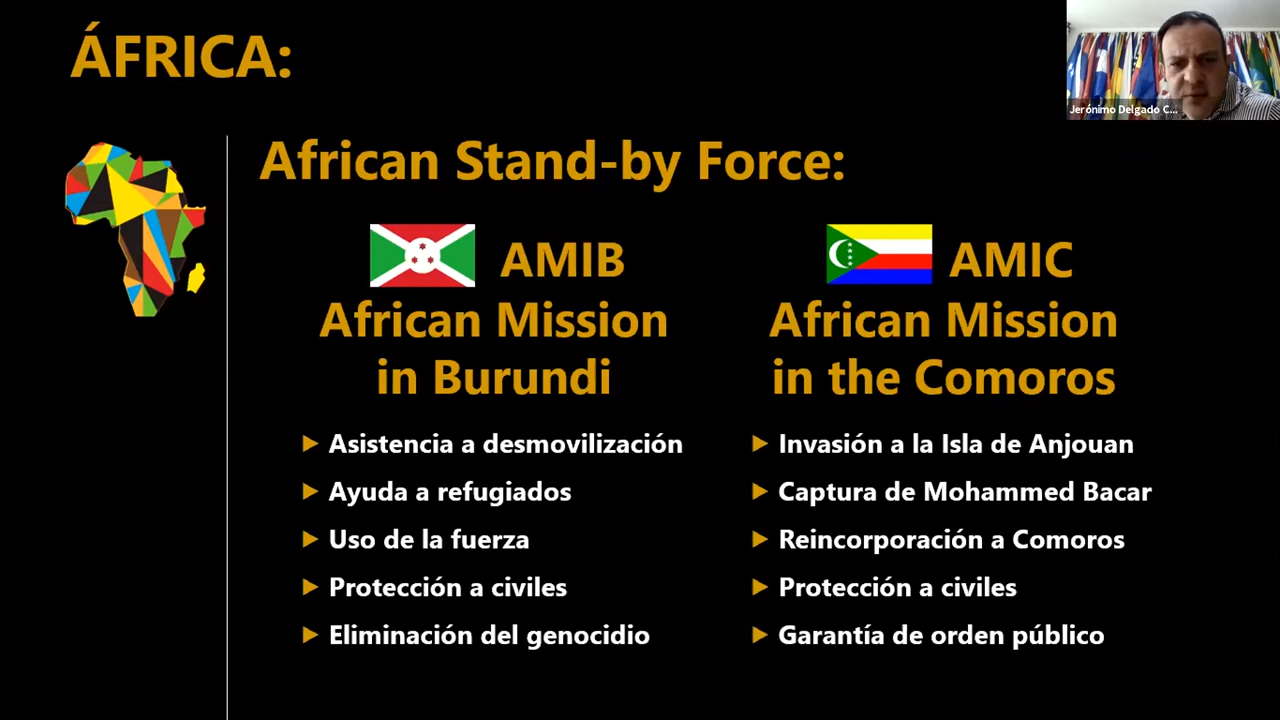 ÁFRICA:
Jerónimo Delgado C...
African Stand-by Force:
AMIB
African Mission
in Burundi
Asistencia a desmovilización
Ayuda a refugiados
Uso de la fuerza
Protección a civiles
Eliminación del genocidio
AMIC
African Mission
in the Comoros
Invasión a la Isla de Anjouan
Captura de Mohammed Bacar
Reincorporación a Comoros
Protección a civiles
Garantía de orden público